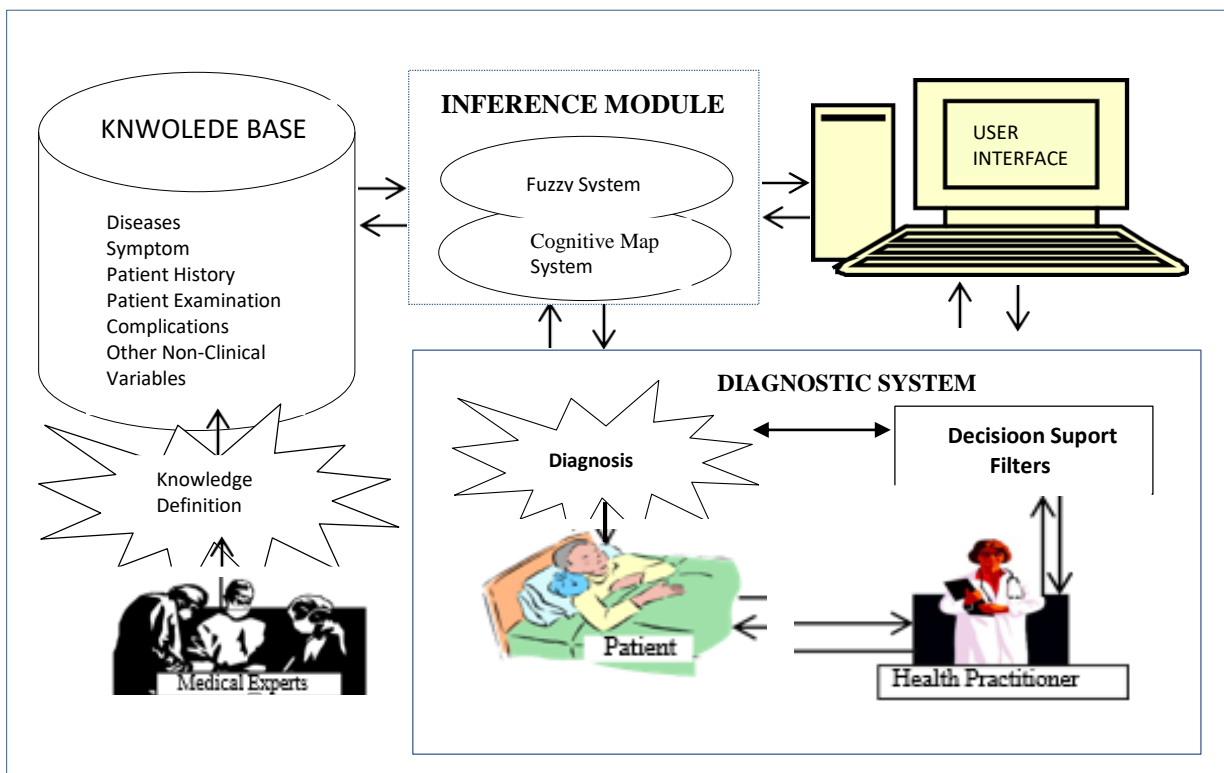 KNWOLEDE BASE
Diseases
Symptom
Patient History
Patient Examination
Complications
Other Non-Clinical
Variables
Knowledge
Definition
Medical Experts
INFERENCE MODULE
Fuzzy System
Cognitive Map
System
USER
INTERFACE
DIAGNOSTIC SYSTEM
Diagnosis
Decisioon Suport
Filters
Patient
Health Practitioner